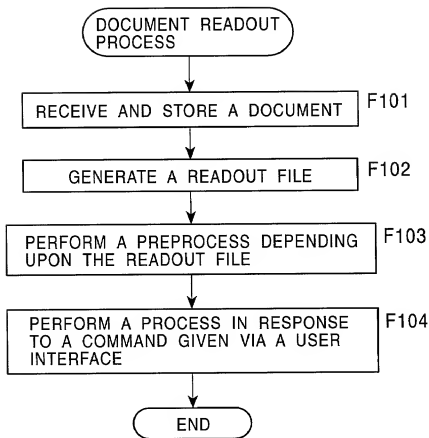 DOCUMENT READOUT
PROCESS
RECEIVE AND STORE A DOCUMENT
F101
GENERATE A READOUT FILE
F102
PERFORM A PREPROCESS DEPENDING
UPON THE READOUT FILE
F103
PERFORM A PROCESS IN RESPONSE
TO A COMMAND GIVEN VIA A USER
INTERFACE
F104
END